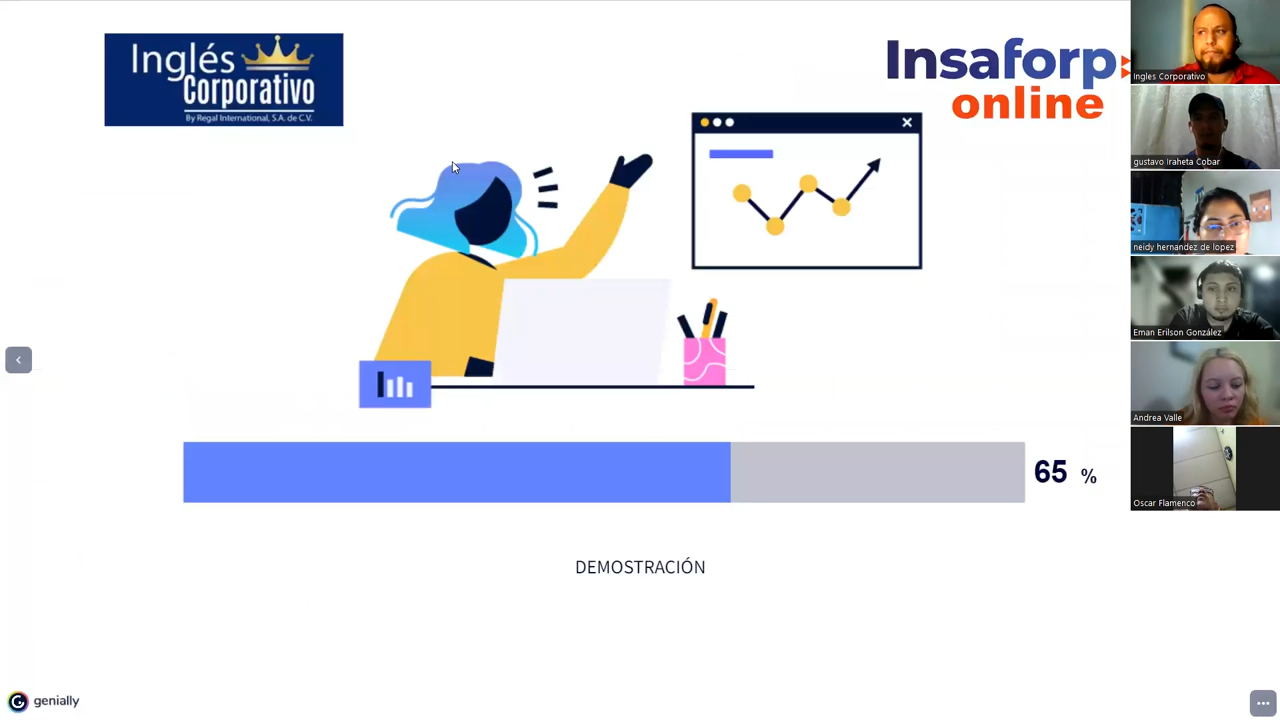 Inglés
Corporativo
By Regal International, S.A. de C.V.
Insaforp
online
65 %
DEMOSTRACIÓN
genially
Ingles Corporativo
gustavo Iraheta Cobar
neidy hernandez de lopez
Eman Erilson González
Andrea Valle
Oscar Flamenco